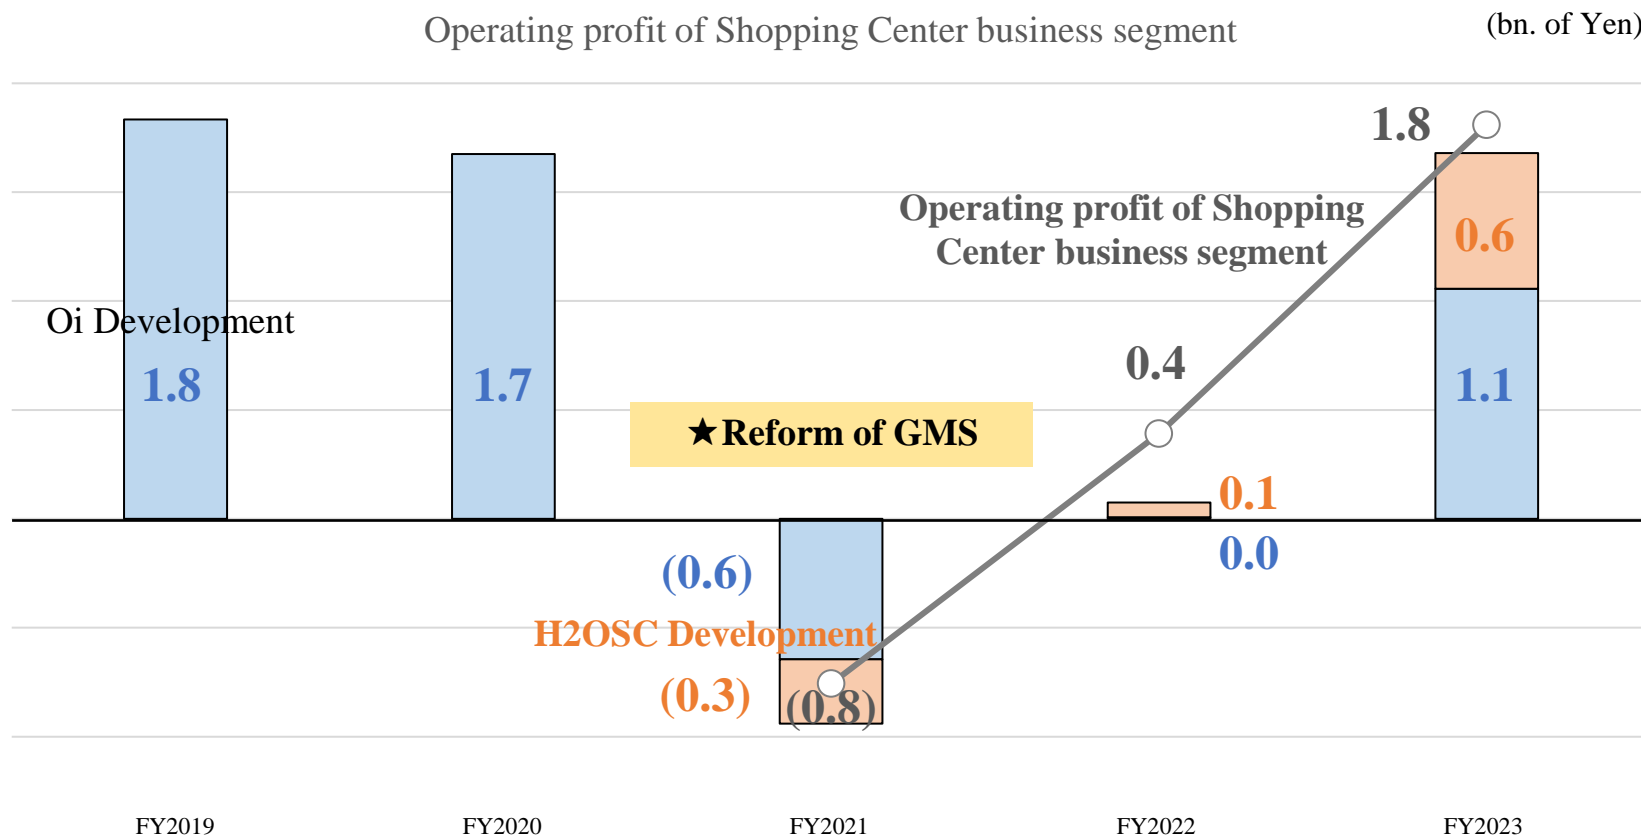 Operating profit of Shopping Center business segment
(bn. of Yen)
1.8
Operating profit of Shopping
Center business segment
0.6
Oi Development
1.8
1.7
0.4
1.1
★Reform of GMS
0.1
(0.6)
0.0
H2OSC Development
(0.3)
(0.8)
FY2019
FY2020
FY2021
FY2022
FY2023